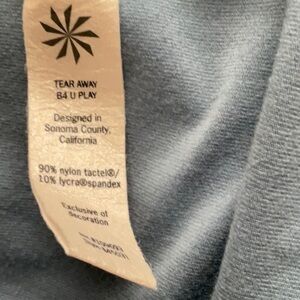 TEAR AWAY
B4 U PLAY
Designed in
Sonoma County,
California
90% nylon tactel®/
10% lycra®spandex
Exclusive of
decoration